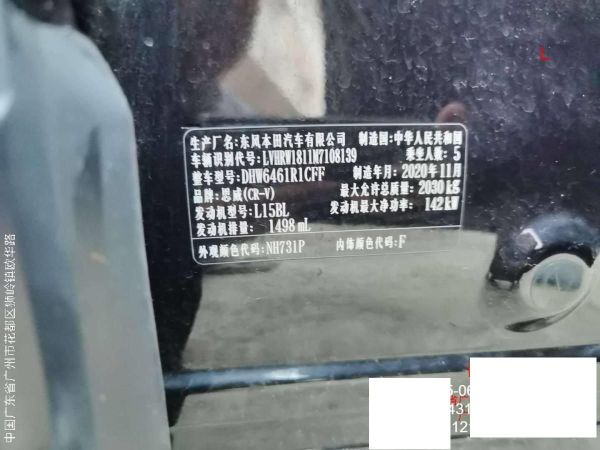 L
生产厂名:东风本田汽车有限公司 制造国:中华人民共和国
车辆识别代号:LVHRW1811M7108139 乘坐人数:5
整车型号:DHW6461R1CFF 制造年月:2020年11月
品牌:思威(CR-V) 最大允许总质量:2030 kg
发动机型号:L15BL 发动机最大净功率:142 kW
发动机排量:1498 mL
外观颜色代码:NH731P 内饰颜色代码:F
中国广东省广州市花都区狮岭镇欧华路